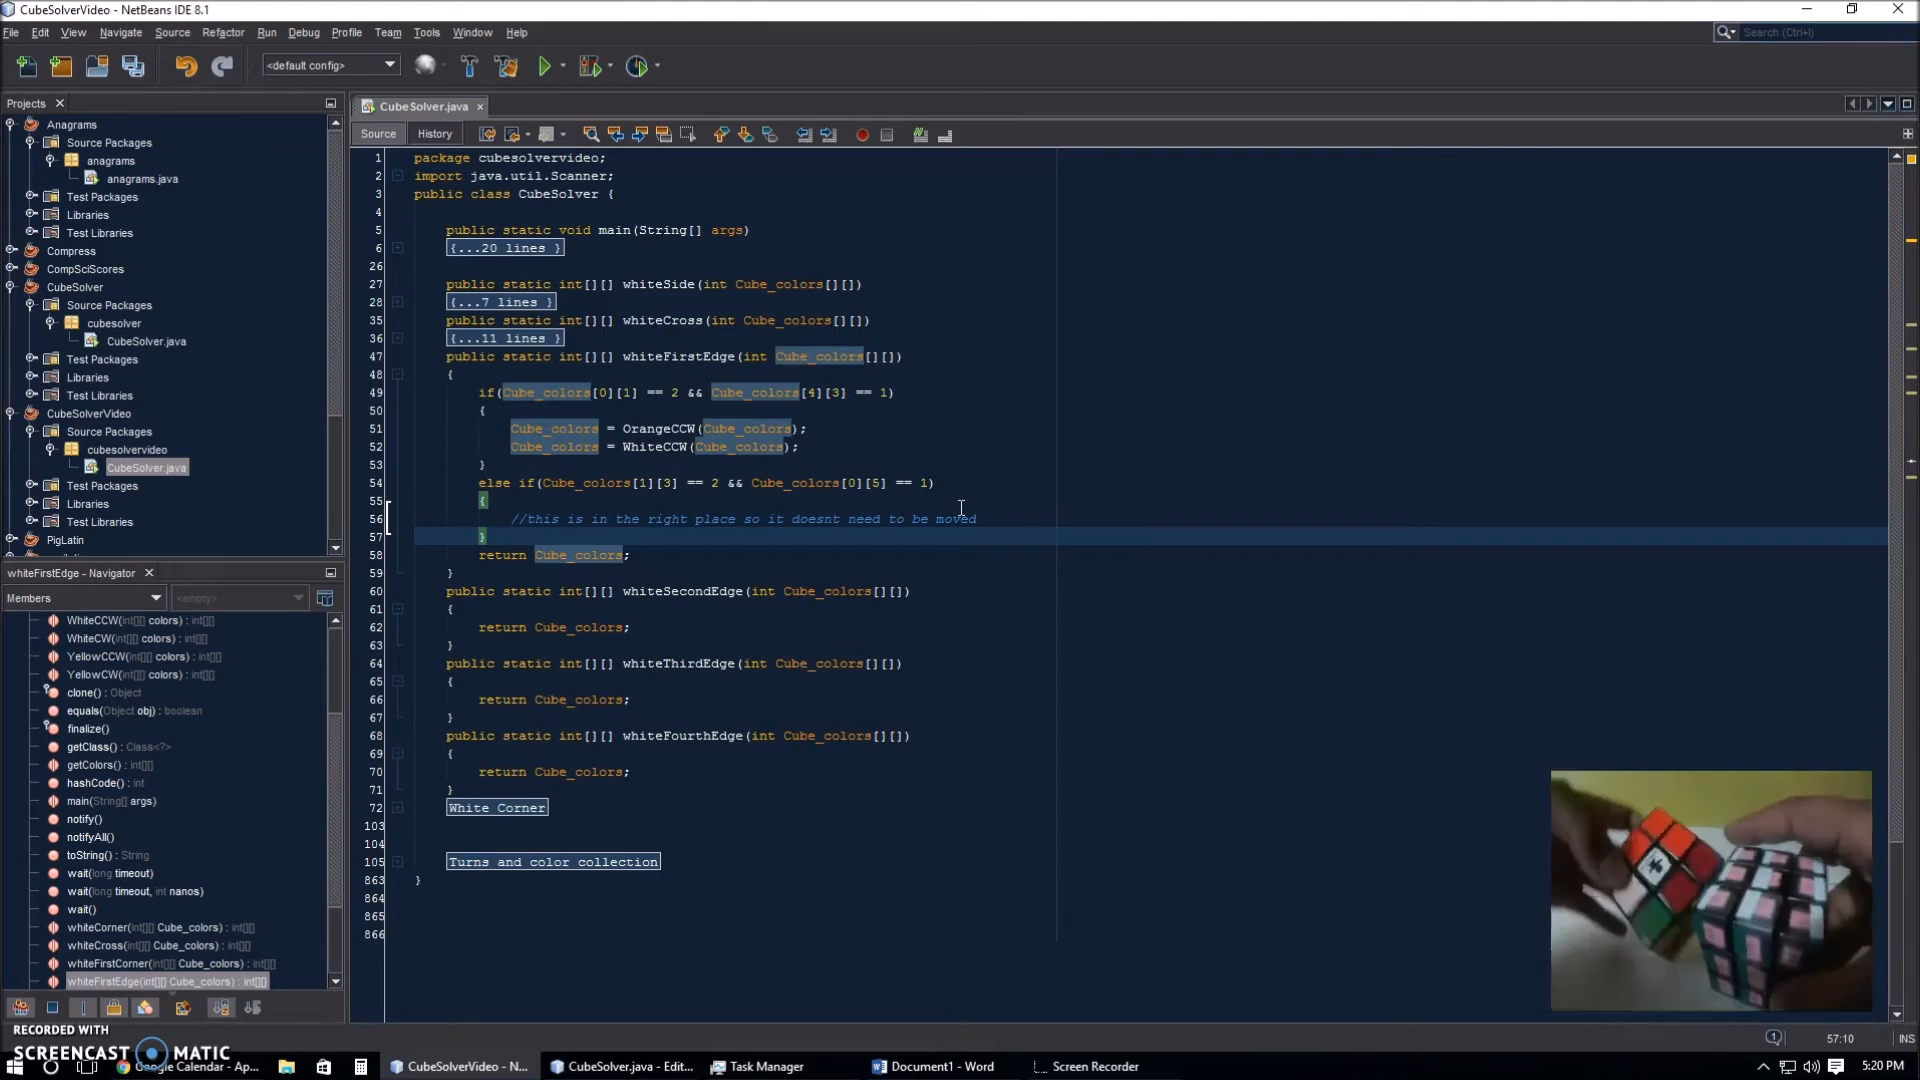 CubeSolverVideo - NetBeans IDE 8.1
File Edit View Navigate Source Refactor Run Debug Profile Team Tools Window Help
Search (Ctrl+I)
<default config>
Projects
CubeSolver.java
Anagrams
Source Packages
anagrams
anagrams.java
Test Packages
Libraries
Test Libraries
Compress
CompSciScores
CubeSolver
Source Packages
cubesolver
CubeSolver.java
Test Packages
Libraries
Test Libraries
CubeSolverVideo
Source Packages
cubesolvervideo
CubeSolver.java
Test Packages
Libraries
Test Libraries
PigLatin
whiteFirstEdge - Navigator
Members
<empty>
WhiteCCW(int[][] colors) : int[][]
WhiteCW(int[][] colors) : int[][]
YellowCCW(int[][] colors) : int[][]
YellowCW(int[][] colors) : int[][]
clone() : Object
equals(Object obj) : boolean
finalize()
getClass() : Class<?>
getColors() : int[][]
hashCode() : int
main(String[] args)
notify()
notifyAll()
toString() : String
wait(long timeout)
wait(long timeout, int nanos)
wait()
whiteCorner(int[][] Cube_colors) : int[][]
whiteCross(int[][] Cube_colors) : int[][]
whiteFirstCorner(int[][] Cube_colors) : int[][]
whiteFirstEdge(int[][] Cube_colors) : int[][]
Source History
1 package cubesolvervideo;
2 import java.util.Scanner;
3 public class CubeSolver {
4
5 public static void main(String[] args)
6 {...20 lines }
26
27 public static int[][] whiteSide(int Cube_colors[][])
28 {...7 lines }
35 public static int[][] whiteCross(int Cube_colors[][])
36 {...11 lines }
47 public static int[][] whiteFirstEdge(int Cube_colors[][])
48 {
49 if(Cube_colors[0][1] == 2 && Cube_colors[4][3] == 1)
50 {
51 Cube_colors = OrangeCCW(Cube_colors);
52 Cube_colors = WhiteCCW(Cube_colors);
53 }
54 else if(Cube_colors[1][3] == 2 && Cube_colors[0][5] == 1)
55 {
56 //this is in the right place so it doesnt need to be moved
57 }
58 return Cube_colors;
59 }
60 public static int[][] whiteSecondEdge(int Cube_colors[][])
61 {
62 return Cube_colors;
63 }
64 public static int[][] whiteThirdEdge(int Cube_colors[][])
65 {
66 return Cube_colors;
67 }
68 public static int[][] whiteFourthEdge(int Cube_colors[][])
69 {
70 return Cube_colors;
71 }
72 White Corner
103
104
105 Turns and color collection
863 }
864
865
866
57:10 INS
RECORDED WITH
SCREENCAST MATIC
Google Calendar - Ap...
CubeSolverVideo - N...
CubeSolver.java - Edit...
Task Manager
Document1 - Word
Screen Recorder
5:20 PM